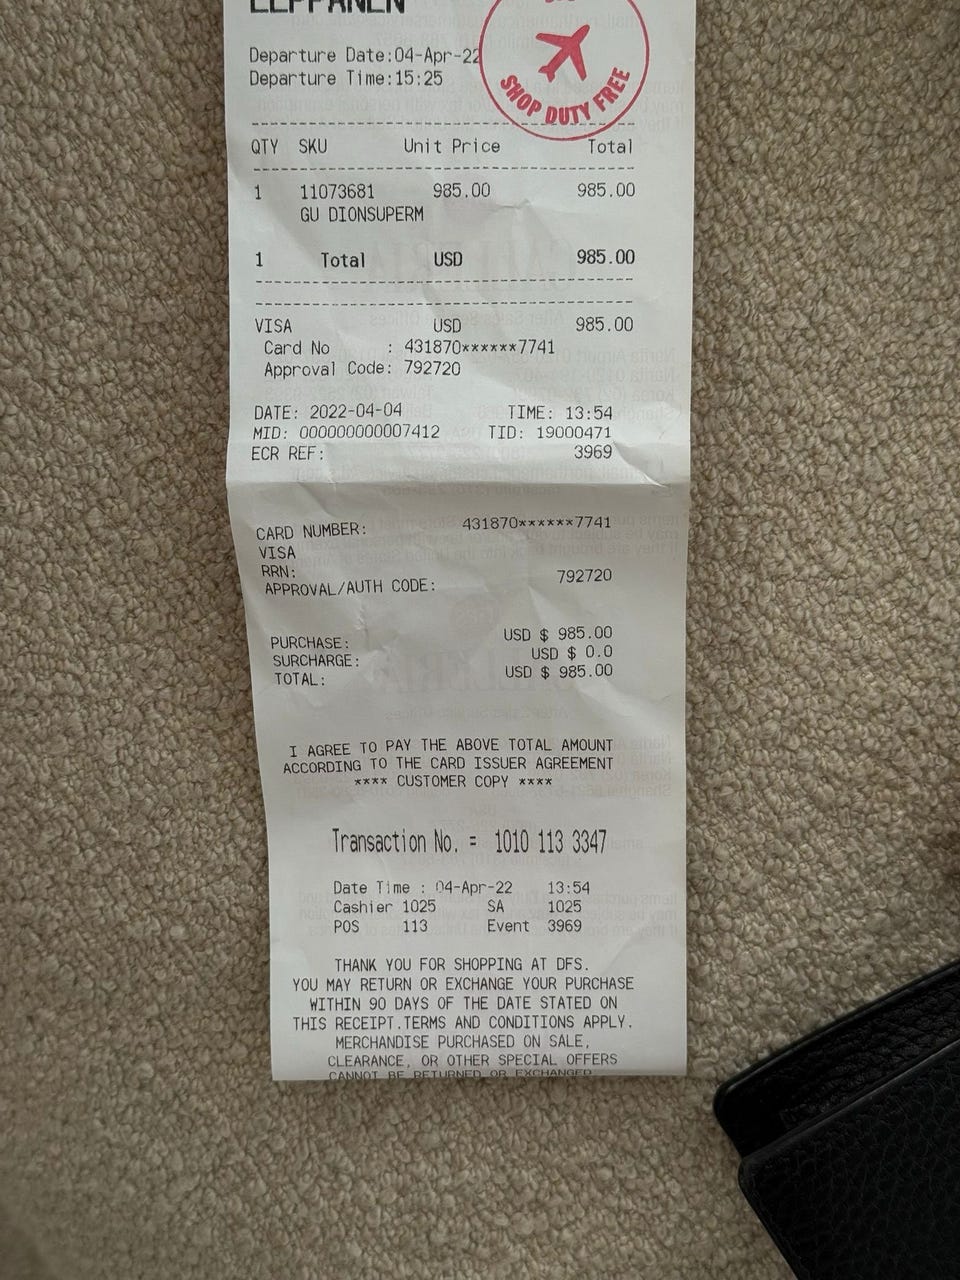 LEPPANEN
Departure Date:04-Apr-22
Departure Time:15:25
SHOP DUTY FREE
QTY SKU Unit Price Total
1 11073681 985.00 985.00
GU DIONSUPERM
1 Total USD 985.00
VISA USD 985.00
Card No : 431870******7741
Approval Code: 792720
DATE: 2022-04-04 TIME: 13:54
MID: 000000000007412 TID: 19000471
ECR REF: 3969
CARD NUMBER: 431870******7741
VISA
RRN:
APPROVAL/AUTH CODE: 792720
PURCHASE: USD $ 985.00
SURCHARGE: USD $ 0.0
TOTAL: USD $ 985.00
I AGREE TO PAY THE ABOVE TOTAL AMOUNT
ACCORDING TO THE CARD ISSUER AGREEMENT
**** CUSTOMER COPY ****
Transaction No. = 1010 113 3347
Date Time : 04-Apr-22 13:54
Cashier 1025 SA 1025
POS 113 Event 3969
THANK YOU FOR SHOPPING AT DFS.
YOU MAY RETURN OR EXCHANGE YOUR PURCHASE
WITHIN 90 DAYS OF THE DATE STATED ON
THIS RECEIPT.TERMS AND CONDITIONS APPLY.
MERCHANDISE PURCHASED ON SALE,
CLEARANCE, OR OTHER SPECIAL OFFERS
CANNOT BE RETURNED OR EXCHANGED